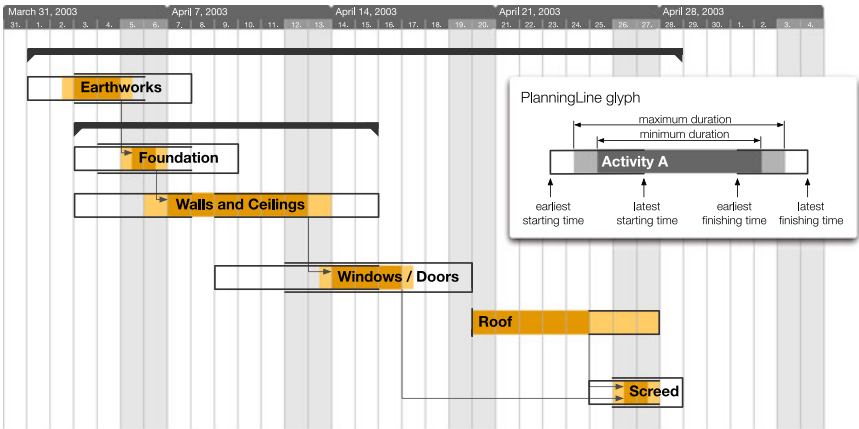 March 31, 2003 April 7, 2003 April 14, 2003 April 21, 2003 April 28, 2003
31. 1. 2. 3. 4. 5. 6. 7. 8. 9. 10. 11. 12. 13. 14. 15. 16. 17. 18. 19. 20. 21. 22. 23. 24. 25. 26. 27. 28. 29. 30. 1. 2. 3. 4.
Earthworks
Foundation
Walls and Ceilings
Windows / Doors
Roof
Screed
PlanningLine glyph
maximum duration
minimum duration
Activity A
earliest latest earliest latest
starting time starting time finishing time finishing time